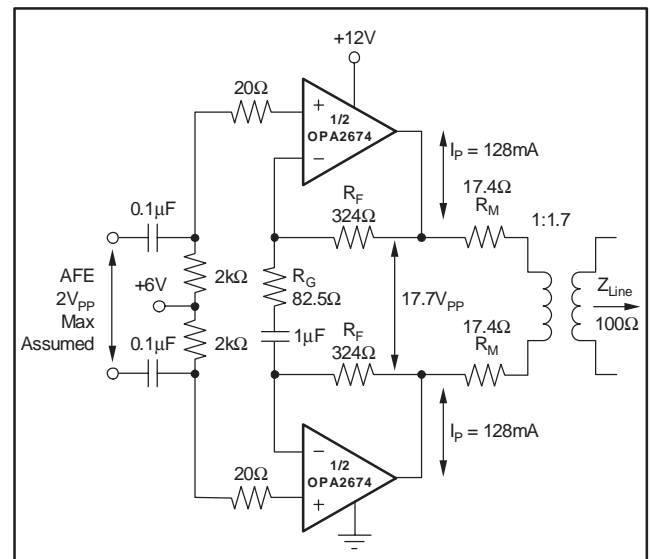 +12V
20Ω
+
1/2
OPA2674
−
I_P = 128mA
17.4Ω
R_M
R_F
324Ω
1:1.7
0.1μF
2kΩ
AFE
2V_PP
Max
Assumed
+6V
R_G
82.5Ω
17.7V_PP
Z_Line
100Ω
2kΩ
1μF
0.1μF
R_F
324Ω
17.4Ω
R_M
−
1/2
OPA2674
+
20Ω
I_P = 128mA